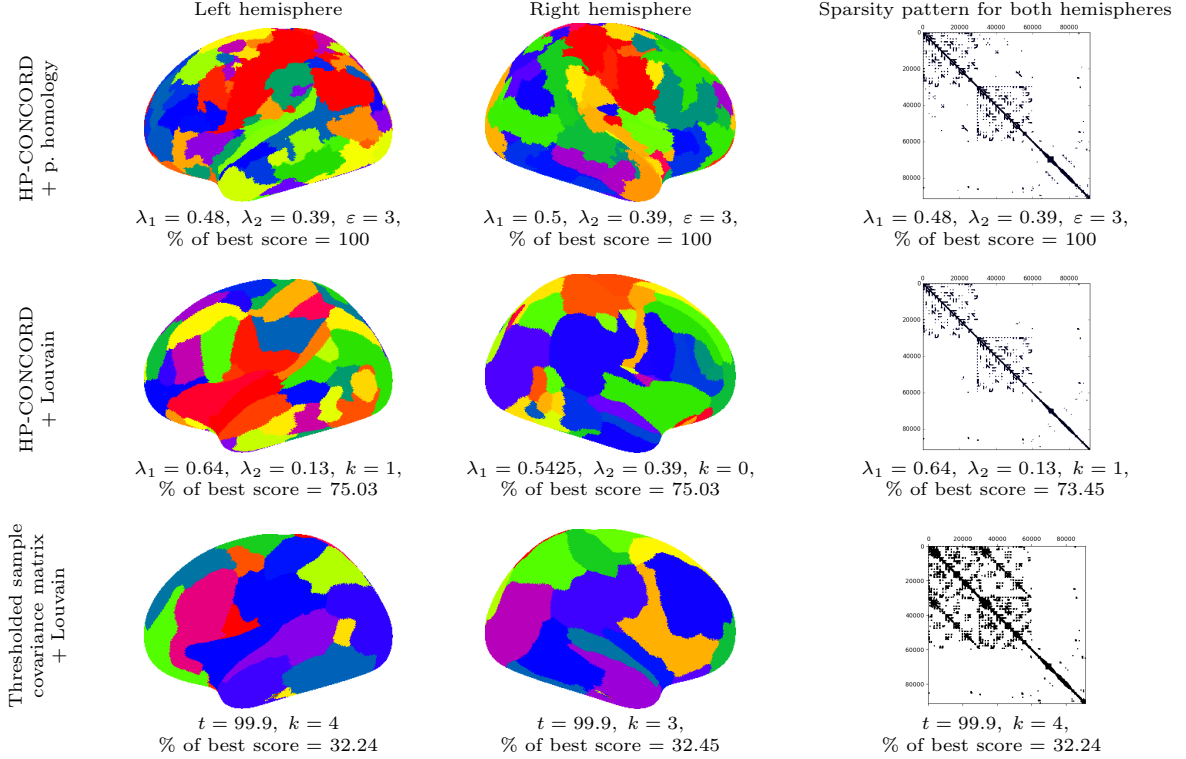 Left hemisphere
Right hemisphere
Sparsity pattern for both hemispheres
HP-CONCORD
+ p. homology
0 20000 40000 60000 80000
0
20000
40000
60000
80000
λ₁ = 0.48, λ₂ = 0.39, ε = 3,
% of best score = 100
λ₁ = 0.5, λ₂ = 0.39, ε = 3,
% of best score = 100
λ₁ = 0.48, λ₂ = 0.39, ε = 3,
% of best score = 100
HP-CONCORD
+ Louvain
0 20000 40000 60000 80000
0
20000
40000
60000
80000
λ₁ = 0.64, λ₂ = 0.13, k = 1,
% of best score = 75.03
λ₁ = 0.5425, λ₂ = 0.39, k = 0,
% of best score = 75.03
λ₁ = 0.64, λ₂ = 0.13, k = 1,
% of best score = 73.45
Thresholded sample
covariance matrix
+ Louvain
0 20000 40000 60000 80000
0
20000
40000
60000
80000
t = 99.9, k = 4
% of best score = 32.24
t = 99.9, k = 3,
% of best score = 32.45
t = 99.9, k = 4,
% of best score = 32.24